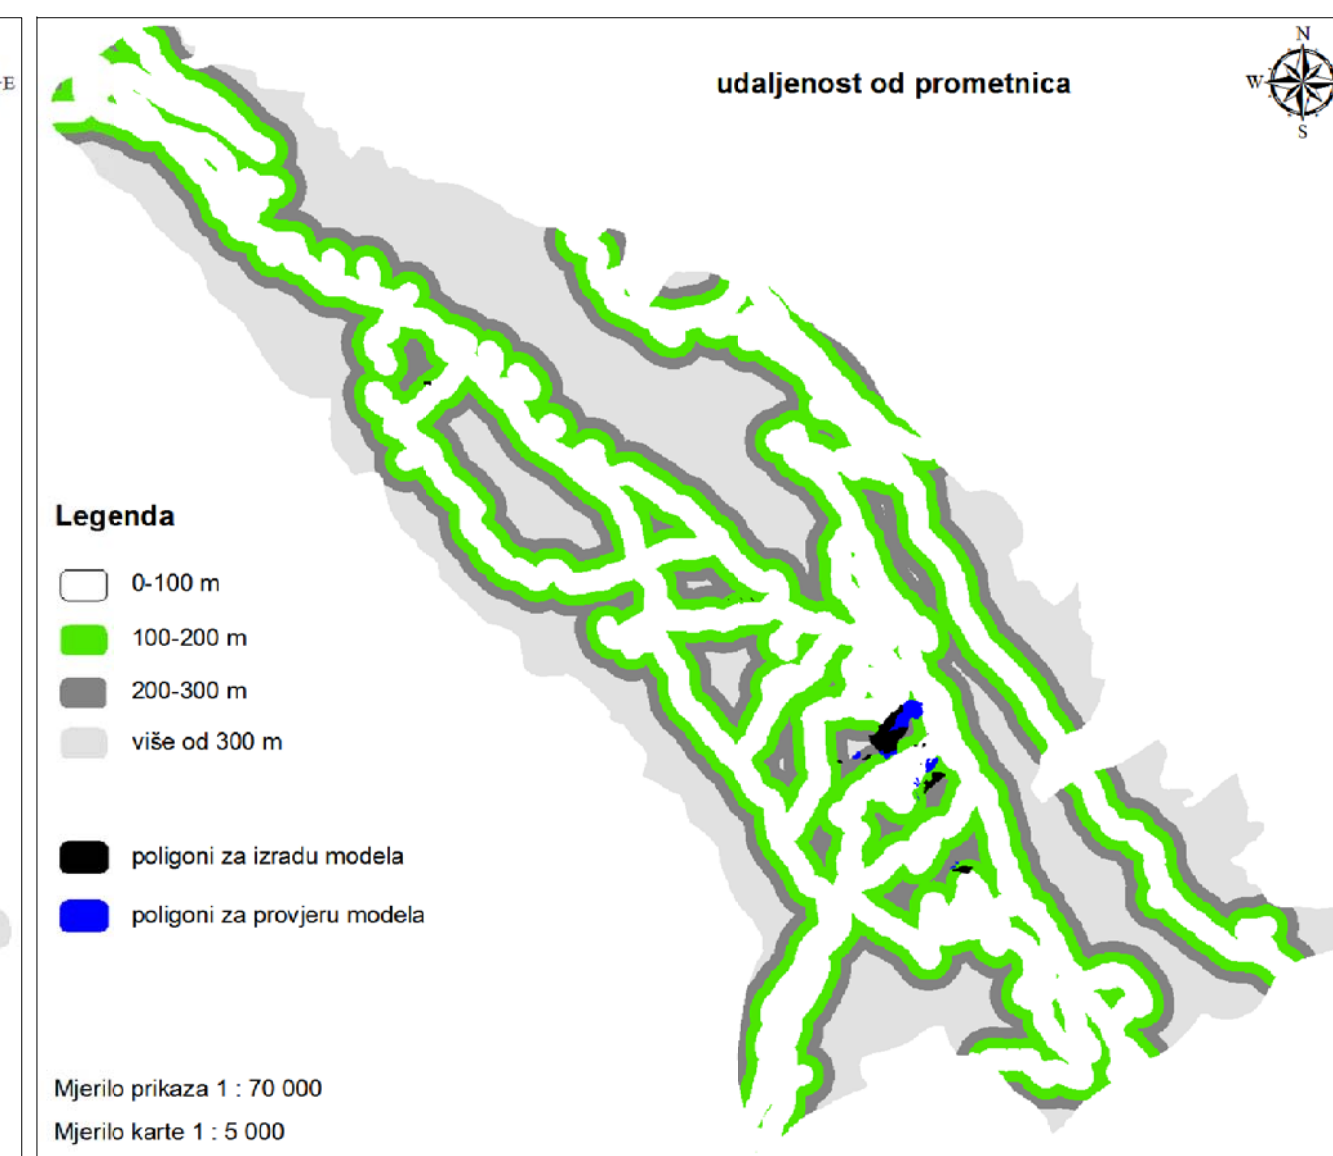 E
N
udaljenost od prometnica
W
S
Legenda
0-100 m
100-200 m
200-300 m
više od 300 m
poligoni za izradu modela
poligoni za provjeru modela
Mjerilo prikaza 1 : 70 000
Mjerilo karte 1 : 5 000